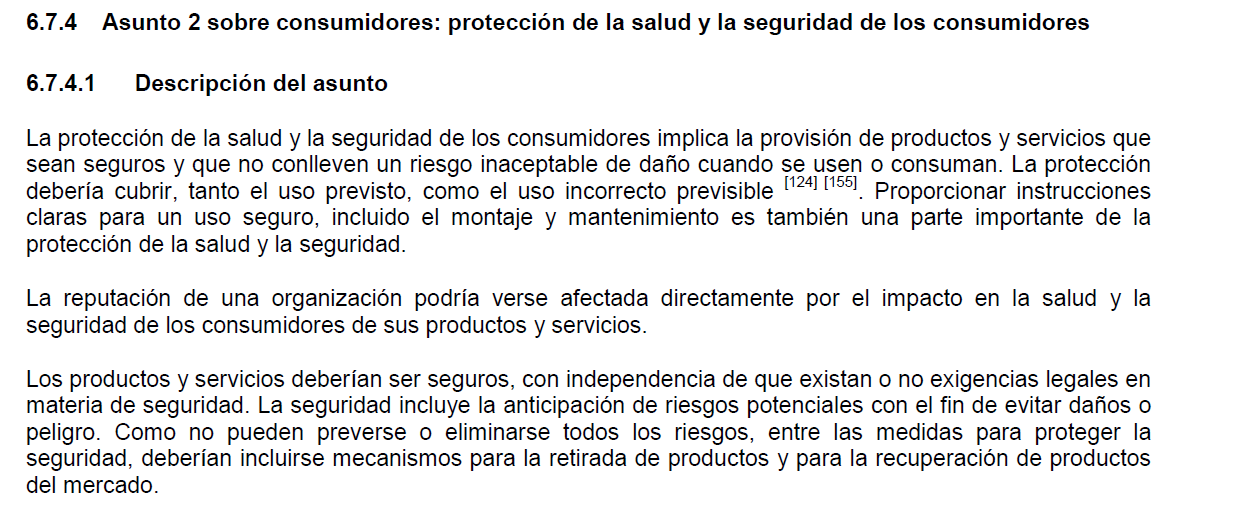 6.7.4 Asunto 2 sobre consumidores: protección de la salud y la seguridad de los consumidores
6.7.4.1 Descripción del asunto
La protección de la salud y la seguridad de los consumidores implica la provisión de productos y servicios que
sean seguros y que no conlleven un riesgo inaceptable de daño cuando se usen o consuman. La protección
debería cubrir, tanto el uso previsto, como el uso incorrecto previsible [124] [155]. Proporcionar instrucciones
claras para un uso seguro, incluido el montaje y mantenimiento es también una parte importante de la
protección de la salud y la seguridad.
La reputación de una organización podría verse afectada directamente por el impacto en la salud y la
seguridad de los consumidores de sus productos y servicios.
Los productos y servicios deberían ser seguros, con independencia de que existan o no exigencias legales en
materia de seguridad. La seguridad incluye la anticipación de riesgos potenciales con el fin de evitar daños o
peligro. Como no pueden preverse o eliminarse todos los riesgos, entre las medidas para proteger la
seguridad, deberían incluirse mecanismos para la retirada de productos y para la recuperación de productos
del mercado.